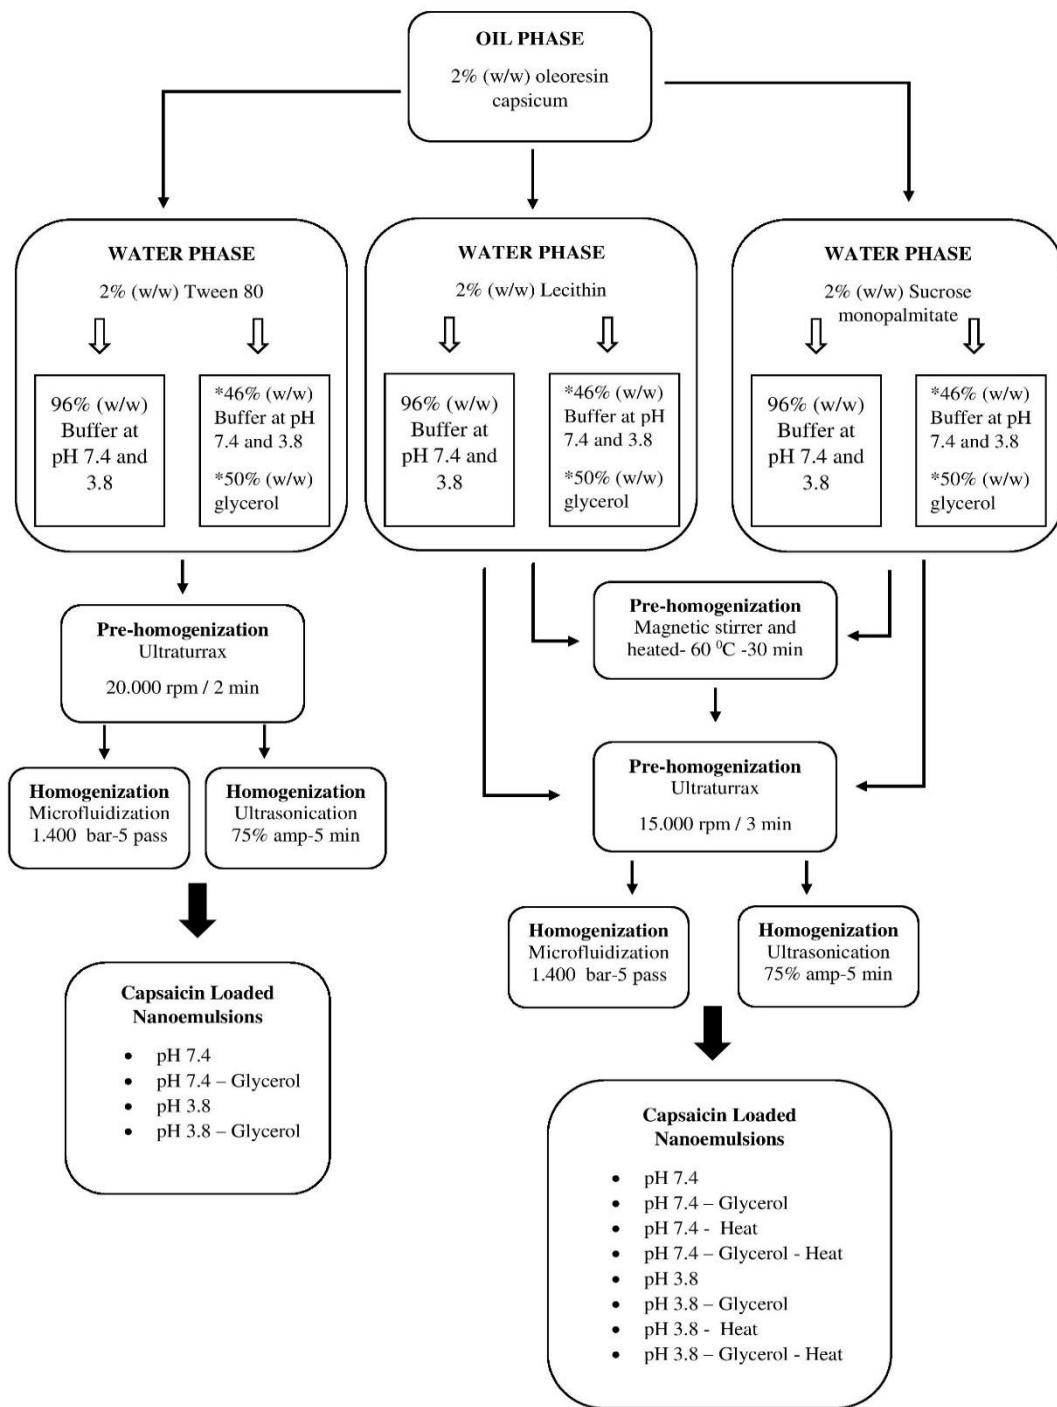 OIL PHASE
2% (w/w) oleoresin
capsicum
WATER PHASE
2% (w/w) Tween 80
96% (w/w)
Buffer at
pH 7.4 and
3.8
*46% (w/w)
Buffer at pH
7.4 and 3.8
*50% (w/w)
glycerol
WATER PHASE
2% (w/w) Lecithin
96% (w/w)
Buffer at
pH 7.4 and
3.8
*46% (w/w)
Buffer at pH
7.4 and 3.8
*50% (w/w)
glycerol
WATER PHASE
2% (w/w) Sucrose
monopalmitate
96% (w/w)
Buffer at
pH 7.4 and
3.8
*46% (w/w)
Buffer at pH
7.4 and 3.8
*50% (w/w)
glycerol
Pre-homogenization
Ultraturrax
20.000 rpm / 2 min
Homogenization
Microfluidization
1.400 bar-5 pass
Homogenization
Ultrasonication
75% amp-5 min
Capsaicin Loaded
Nanoemulsions
• pH 7.4
• pH 7.4 – Glycerol
• pH 3.8
• pH 3.8 – Glycerol
Pre-homogenization
Magnetic stirrer and
heated- 60 ⁰C -30 min
Pre-homogenization
Ultraturrax
15.000 rpm / 3 min
Homogenization
Microfluidization
1.400 bar-5 pass
Homogenization
Ultrasonication
75% amp-5 min
Capsaicin Loaded
Nanoemulsions
• pH 7.4
• pH 7.4 – Glycerol
• pH 7.4 - Heat
• pH 7.4 – Glycerol - Heat
• pH 3.8
• pH 3.8 – Glycerol
• pH 3.8 - Heat
• pH 3.8 – Glycerol - Heat